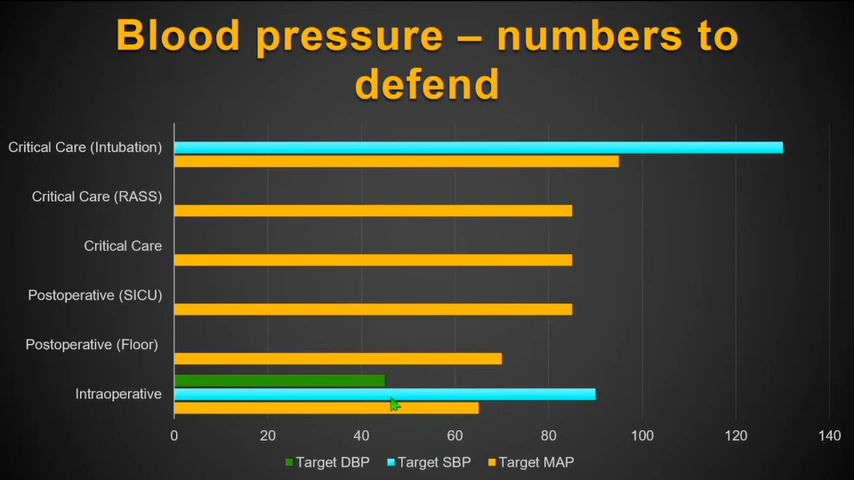 Blood pressure – numbers to
defend
Critical Care (Intubation)
Critical Care (RASS)
Critical Care
Postoperative (SICU)
Postoperative (Floor)
Intraoperative
0 20 40 60 80 100 120 140
Target DBP Target SBP Target MAP